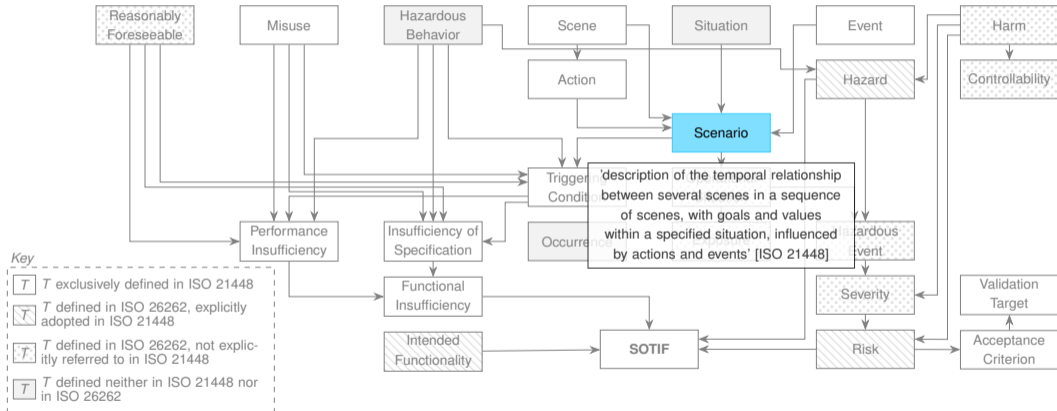 Reasonably
Foreseeable
Misuse
Hazardous
Behavior
Scene
Situation
Event
Harm
Action
Hazard
Controllability
Scenario
Triggering
Condition
'description of the temporal relationship
between several scenes in a sequence
of scenes, with goals and values
within a specified situation, influenced
by actions and events' [ISO 21448]
Performance
Insufficiency
Insufficiency of
Specification
Occurrence
Hazardous
Event
Functional
Insufficiency
Severity
Validation
Target
Intended
Functionality
SOTIF
Risk
Acceptance
Criterion
Key
T T exclusively defined in ISO 21448
T T defined in ISO 26262, explicitly
adopted in ISO 21448
T T defined in ISO 26262, not explic-
itly referred to in ISO 21448
T T defined neither in ISO 21448 nor
in ISO 26262